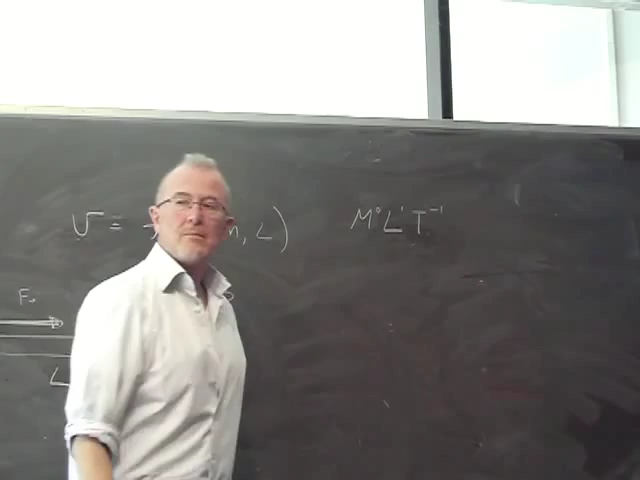 v = m, L) M⁰L¹T⁻¹
F₀
L